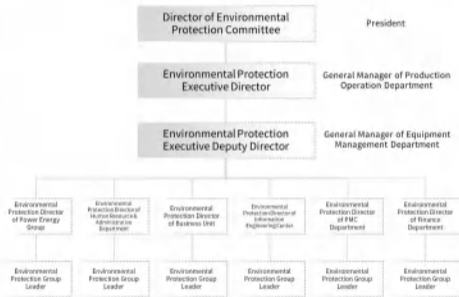 Director of Environmental
Protection Committee
President
Environmental Protection
Executive Director
General Manager of Production
Operation Department
Environmental Protection
Executive Deputy Director
General Manager of Equipment
Management Department
Environmental
Protection Director
of Power Energy
Group
Environmental
Protection Director of
Human Resource &
Administration
Department
Environmental
Protection Director
of Business Unit
Environmental
Protection Director of
Information
Engineering Center
Environmental
Protection Director
of PMC
Department
Environmental
Protection Director
of Finance
Department
Environmental
Protection Group
Leader
Environmental
Protection Group
Leader
Environmental
Protection Group
Leader
Environmental
Protection Group
Leader
Environmental
Protection Group
Leader
Environmental
Protection Group
Leader